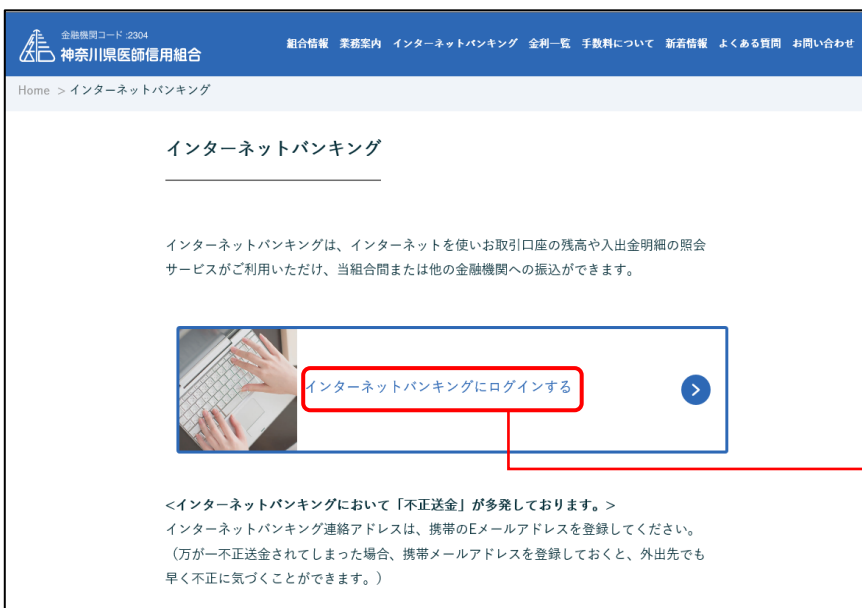 金融機関コード:2304
神奈川県医師信用組合
組合情報 業務案内 インターネットバンキング 金利一覧 手数料について 新着情報 よくある質問 お問い合わせ
Home >インターネットバンキング
インターネットバンキング
インターネットバンキングは、インターネットを使いお取引口座の残高や入出金明細の照会
サービスがご利用いただけ、当組合間または他の金融機関への振込ができます。
インターネットバンキングにログインする
<インターネットバンキングにおいて「不正送金」が多発しております。>
インターネットバンキング連絡アドレスは、携帯のEメールアドレスを登録してください。
（万が一不正送金されてしまった場合、携帯メールアドレスを登録しておくと、外出先でも
早く不正に気づくことができます。）